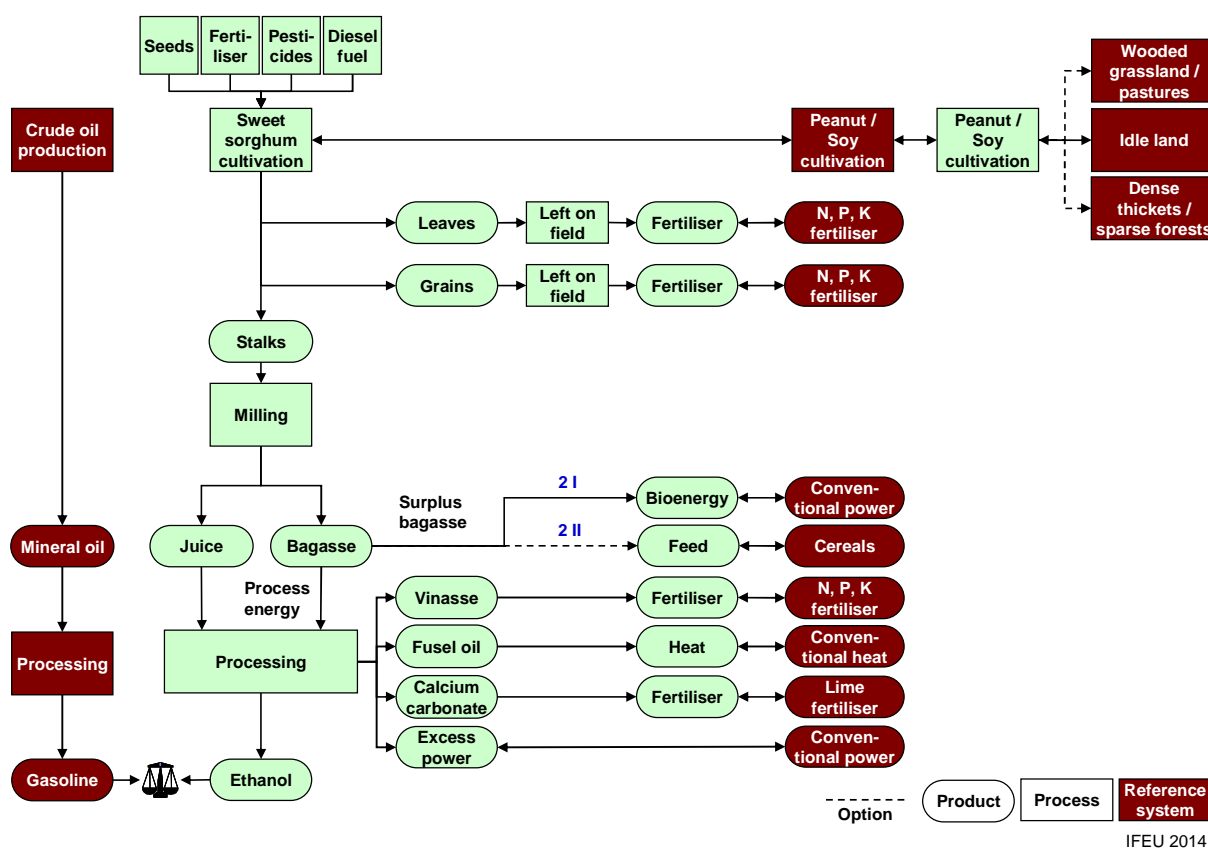 Seeds
Ferti-
liser
Pesti-
cides
Diesel
fuel
Crude oil
production
Sweet
sorghum
cultivation
Peanut /
Soy
cultivation
Peanut /
Soy
cultivation
Wooded
grassland /
pastures
Idle land
Dense
thickets /
sparse forests
Leaves
Left on
field
Fertiliser
N, P, K
fertiliser
Grains
Left on
field
Fertiliser
N, P, K
fertiliser
Stalks
Milling
Surplus
bagasse
2 I
Bioenergy
Conven-
tional power
Mineral oil
Juice
Bagasse
2 II
Feed
Cereals
Process
energy
Vinasse
Fertiliser
N, P, K
fertiliser
Processing
Processing
Fusel oil
Heat
Conven-
tional heat
Calcium
carbonate
Fertiliser
Lime
fertiliser
Excess
power
Conven-
tional power
Gasoline
Ethanol
Option
Product
Process
Reference
system
IFEU 2014